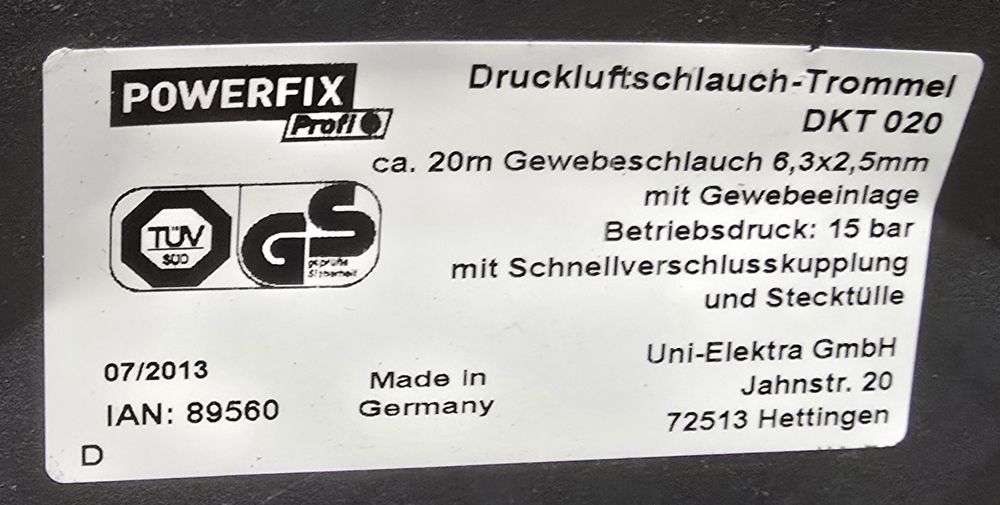 POWERFIX
Profi
Druckluftschlauch-Trommel
DKT 020
ca. 20m Gewebeschlauch 6,3x2,5mm
mit Gewebeeinlage
Betriebsdruck: 15 bar
mit Schnellverschlusskupplung
und Stecktülle
TÜV
SÜD
GS
geprüfte
Sicherheit
07/2013
IAN: 89560
Made in
Germany
Uni-Elektra GmbH
Jahnstr. 20
72513 Hettingen
D